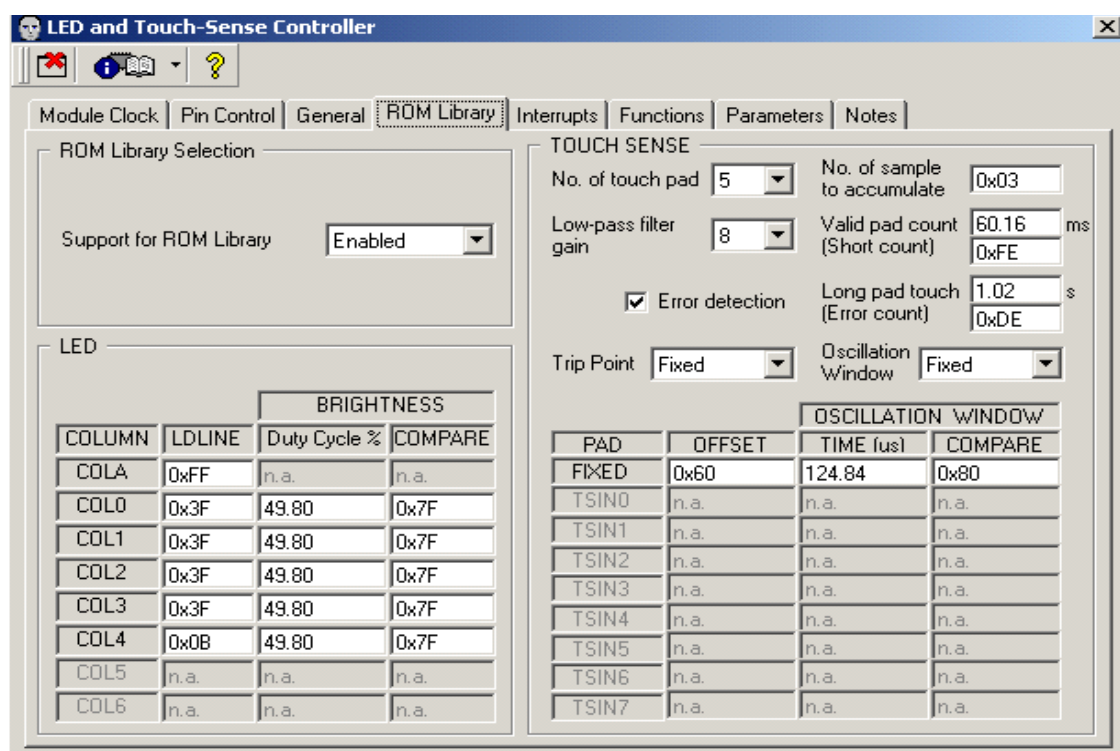 LED and Touch-Sense Controller
Module Clock Pin Control General ROM Library Interrupts Functions Parameters Notes
ROM Library Selection
Support for ROM Library Enabled
LED
BRIGHTNESS
COLUMN LDLINE Duty Cycle % COMPARE
COLA 0xFF n.a. n.a.
COL0 0x3F 49.80 0x7F
COL1 0x3F 49.80 0x7F
COL2 0x3F 49.80 0x7F
COL3 0x3F 49.80 0x7F
COL4 0x0B 49.80 0x7F
COL5 n.a. n.a. n.a.
COL6 n.a. n.a. n.a.
TOUCH SENSE
No. of touch pad 5
No. of sample
to accumulate 0x03
Low-pass filter
gain 8
Valid pad count 60.16 ms
(Short count) 0xFE
Error detection
Long pad touch 1.02 s
(Error count) 0xDE
Trip Point Fixed
Oscillation
Window Fixed
OSCILLATION WINDOW
PAD OFFSET TIME (us) COMPARE
FIXED 0x60 124.84 0x80
TSIN0 n.a. n.a. n.a.
TSIN1 n.a. n.a. n.a.
TSIN2 n.a. n.a. n.a.
TSIN3 n.a. n.a. n.a.
TSIN4 n.a. n.a. n.a.
TSIN5 n.a. n.a. n.a.
TSIN6 n.a. n.a. n.a.
TSIN7 n.a. n.a. n.a.